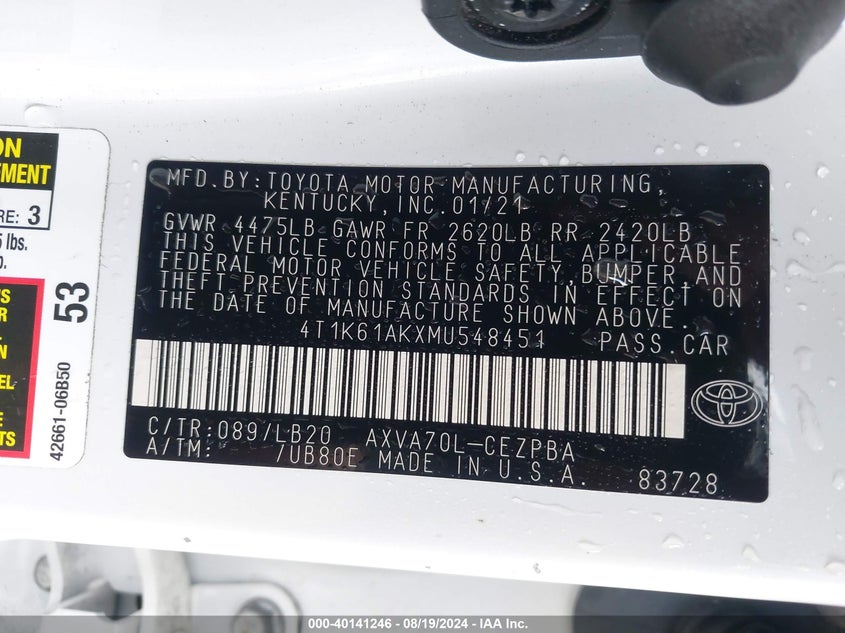 ON
EMENT
RE: 3
5 lbs.
p.
S
R
N
EL
E
TS
53
42661-06B50
MFD.BY:TOYOTA MOTOR MANUFACTURING,
KENTUCKY, INC 01/21
GVWR 4475LB GAWR FR 2620LB RR 2420LB
THIS VEHICLE CONFORMS TO ALL APPLICABLE
FEDERAL MOTOR VEHICLE SAFETY, BUMPER, AND
THEFT PREVENTION STANDARDS IN EFFECT ON
THE DATE OF MANUFACTURE SHOWN ABOVE.
4T1K61AKXMU548451 PASS.CAR
C/TR:089/LB20 AXVA70L-CEZPBA
A/TM: /UB80E MADE IN U.S.A. 83728
000-40141246 - 08/19/2024 - IAA Inc.